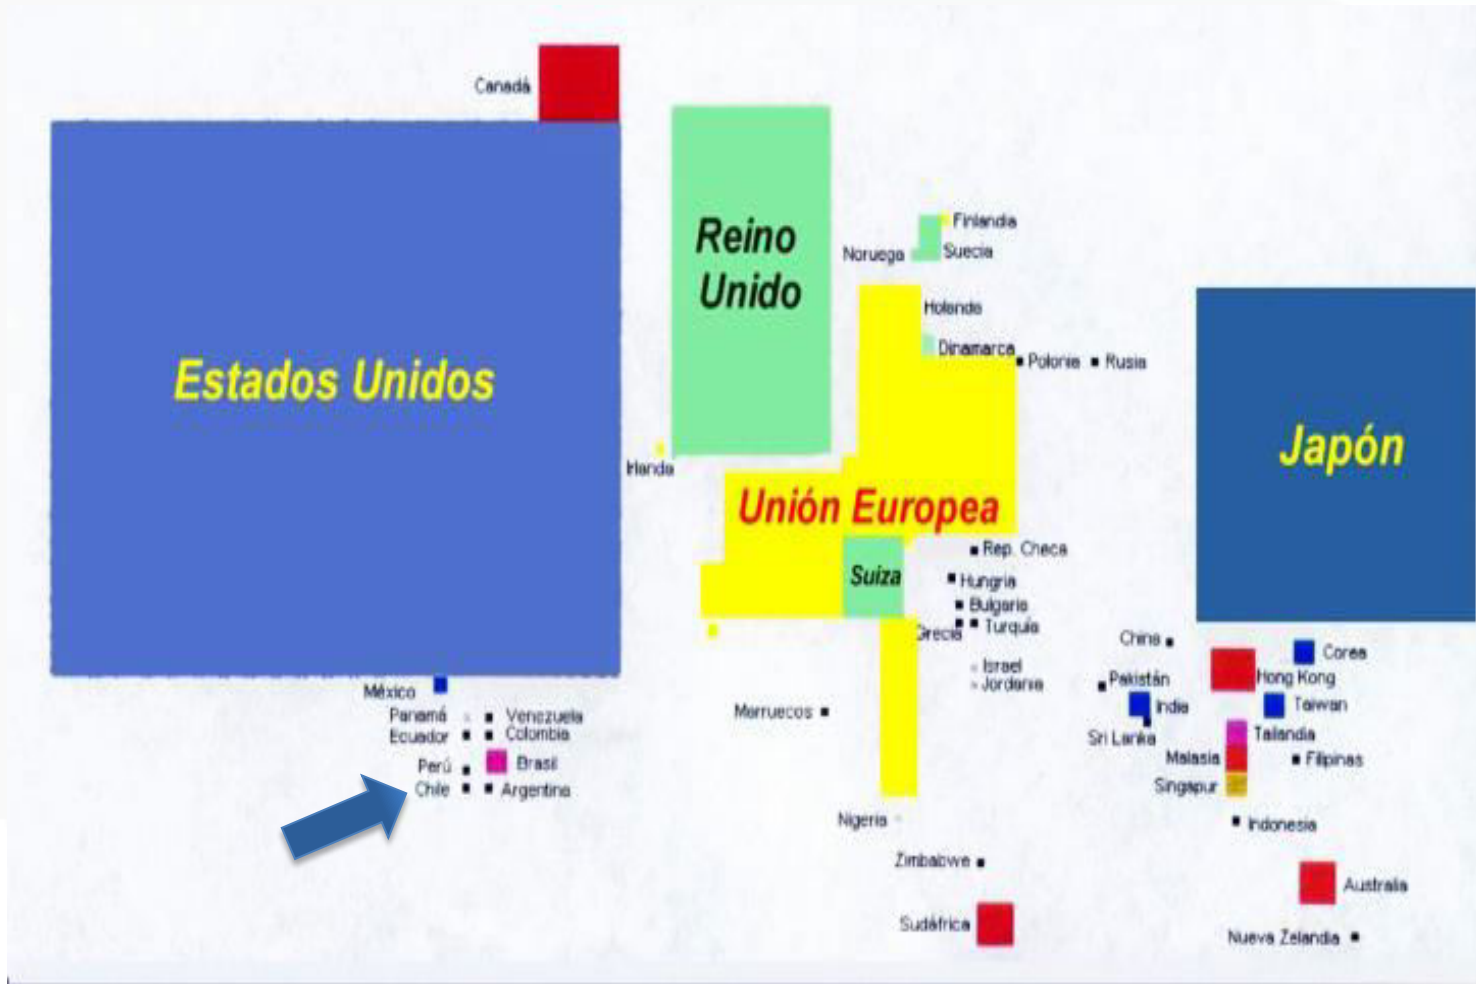 Canadá
Reino
Unido
Finlandia
Noruega
Suecia
Holanda
Dinamarca
Polonia
Rusia
Estados Unidos
Japón
Irlanda
Unión Europea
Rep. Checa
Suiza
Hungria
Bulgaria
Grecia
Turquía
China
Corea
Israel
Hong Kong
Jordania
Pakistán
México
India
Taiwan
Panamá
Venezuela
Marruecos
Ecuador
Colombia
Sri Lanka
Tailandia
Perú
Brasil
Malasia
Filipinas
Chile
Argentina
Singapur
Nigeria
Indonesia
Zimbabwe
Australia
Sudáfrica
Nueva Zelandia